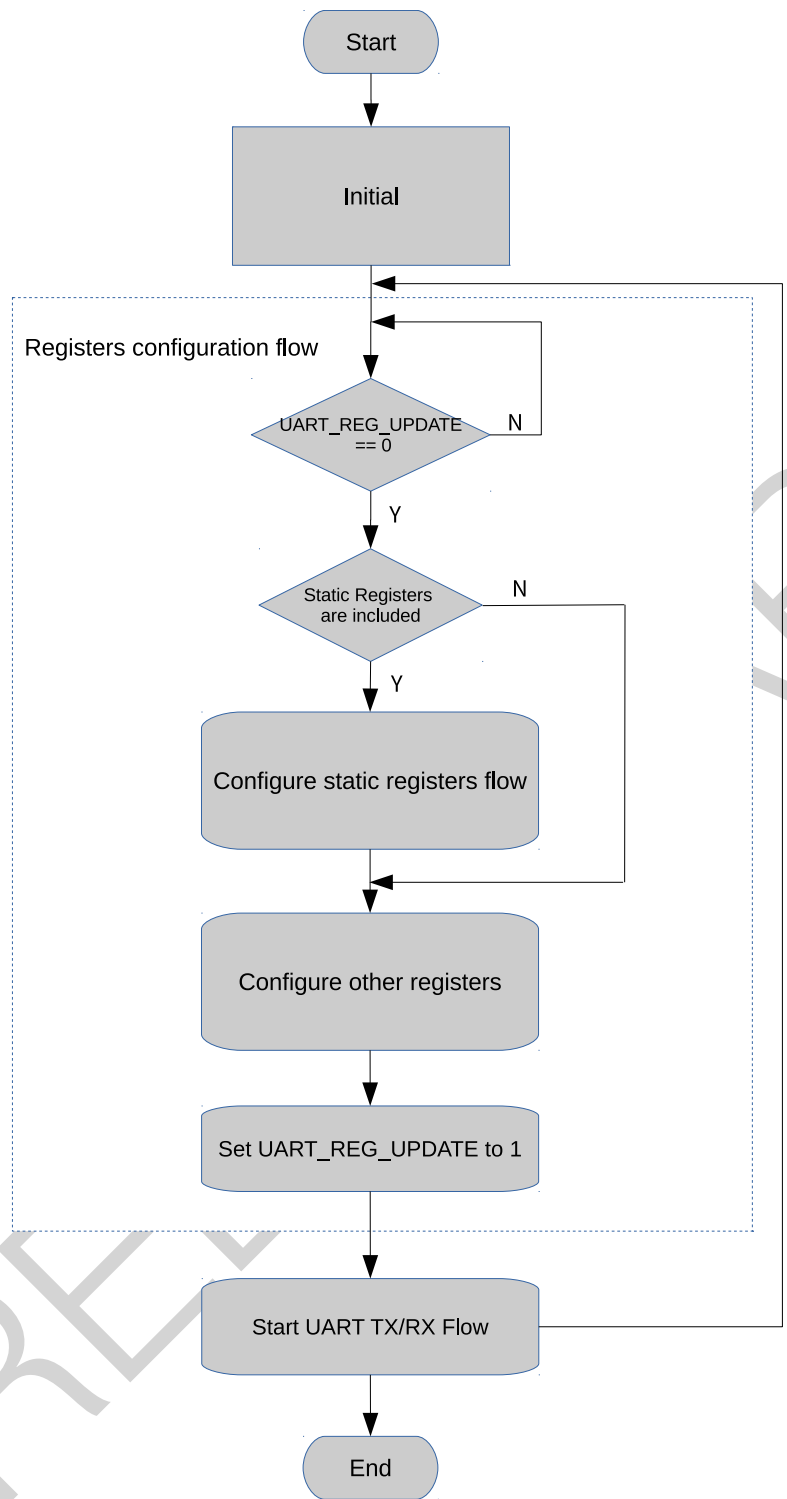 Start
Initial
Registers configuration flow
UART_REG_UPDATE
== 0
N
Y
Static Registers
are included
N
Y
Configure static registers flow
Configure other registers
Set UART_REG_UPDATE to 1
Start UART TX/RX Flow
End